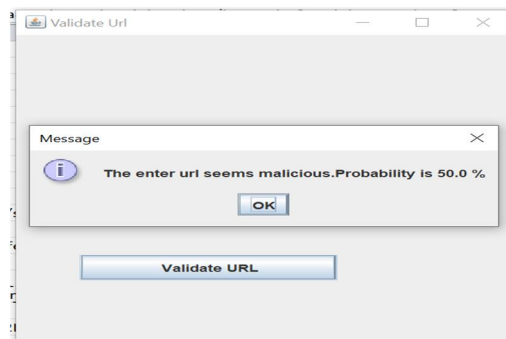 Validate Url
Message
The enter url seems malicious.Probability is 50.0 %
OK
Validate URL